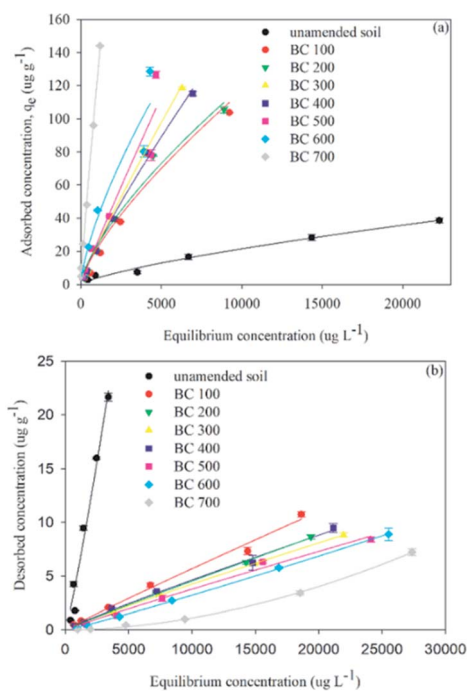 (a)
160
140
120
100
80
60
40
20
0
Adsorbed concentration, qe (ug g-1)
unamended soil
BC 100
BC 200
BC 300
BC 400
BC 500
BC 600
BC 700
0 5000 10000 15000 20000
Equilibrium concentration (ug L-1)
(b)
25
20
15
10
5
0
Desorbed concentration (ug g-1)
unamended soil
BC 100
BC 200
BC 300
BC 400
BC 500
BC 600
BC 700
0 5000 10000 15000 20000 25000 30000
Equilibrium concentration (ug L-1)